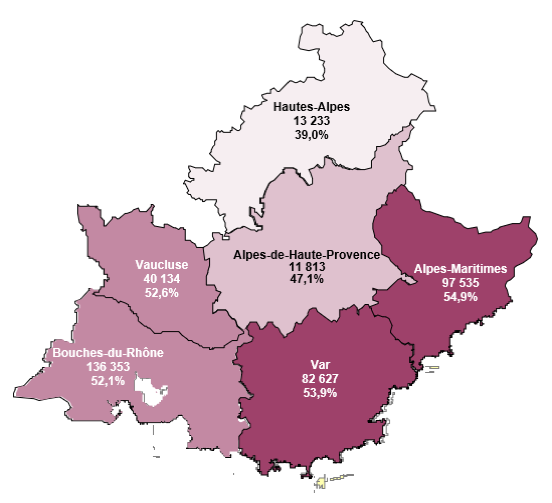 Hautes-Alpes
13 233
39,0%
Alpes-de-Haute-Provence
11 813
47,1%
Vaucluse
40 134
52,6%
Alpes-Maritimes
97 535
54,9%
Bouches-du-Rhône
136 353
52,1%
Var
82 627
53,9%